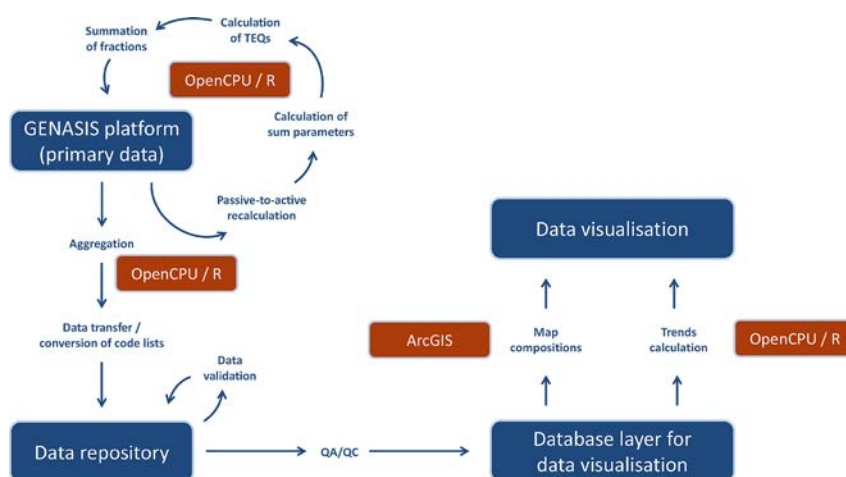 Calculation
of TEQs
Summation
of fractions
OpenCPU / R
GENASIS platform
(primary data)
Calculation of
sum parameters
Passive-to-active
recalculation
Aggregation
OpenCPU / R
Data transfer /
conversion of code lists
Data
validation
Data repository
QA/QC
Data visualisation
ArcGIS
Map
compositions
Trends
calculation
OpenCPU / R
Database layer for
data visualisation